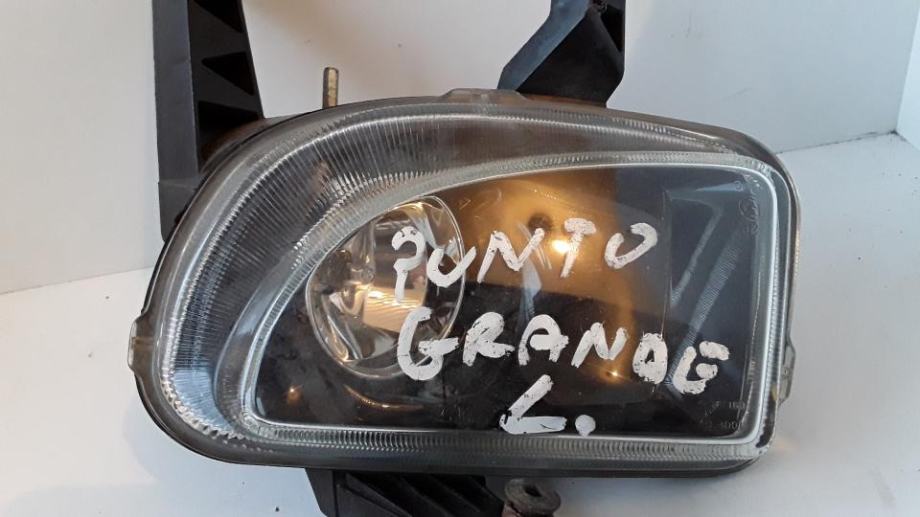 PUNTO
GRANDE
L.